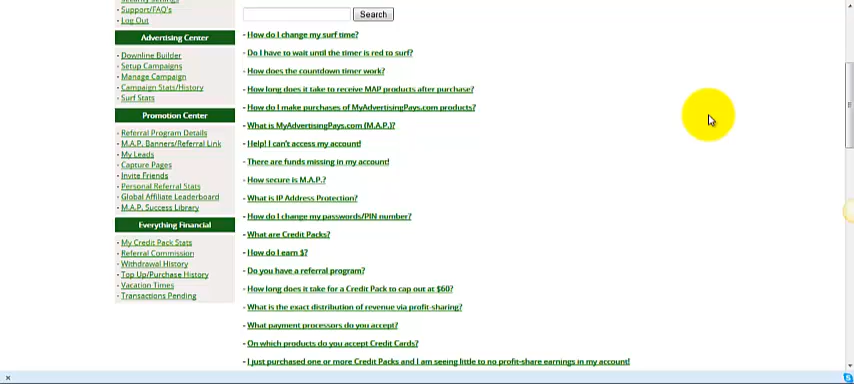 Security Settings
• Support/FAQ's
• Log Out
Advertising Center
• Downline Builder
• Setup Campaigns
• Manage Campaign
• Campaign Stats/History
• Surf Stats
Promotion Center
• Referral Program Details
• M.A.P. Banners/Referral Link
• My Leads
• Capture Pages
• Invite Friends
• Personal Referral Stats
• Global Affiliate Leaderboard
• M.A.P. Success Library
Everything Financial
• My Credit Pack Stats
• Referral Commission
• Withdrawal History
• Top Up/Purchase History
• Vacation Times
• Transactions Pending
Search
- How do I change my surf time?
- Do I have to wait until the timer is red to surf?
- How does the countdown timer work?
- How long does it take to receive MAP products after purchase?
- How do I make purchases of MyAdvertisingPays.com products?
- What is MyAdvertisingPays.com (M.A.P.)?
- Help! I can't access my account!
- There are funds missing in my account!
- How secure is M.A.P.?
- What is IP Address Protection?
- How do I change my passwords/PIN number?
- What are Credit Packs?
- How do I earn $?
- Do you have a referral program?
- How long does it take for a Credit Pack to cap out at $60?
- What is the exact distribution of revenue via profit-sharing?
- What payment processors do you accept?
- On which products do you accept Credit Cards?
- I just purchased one or more Credit Packs and I am seeing little to no profit-share earnings in my account!